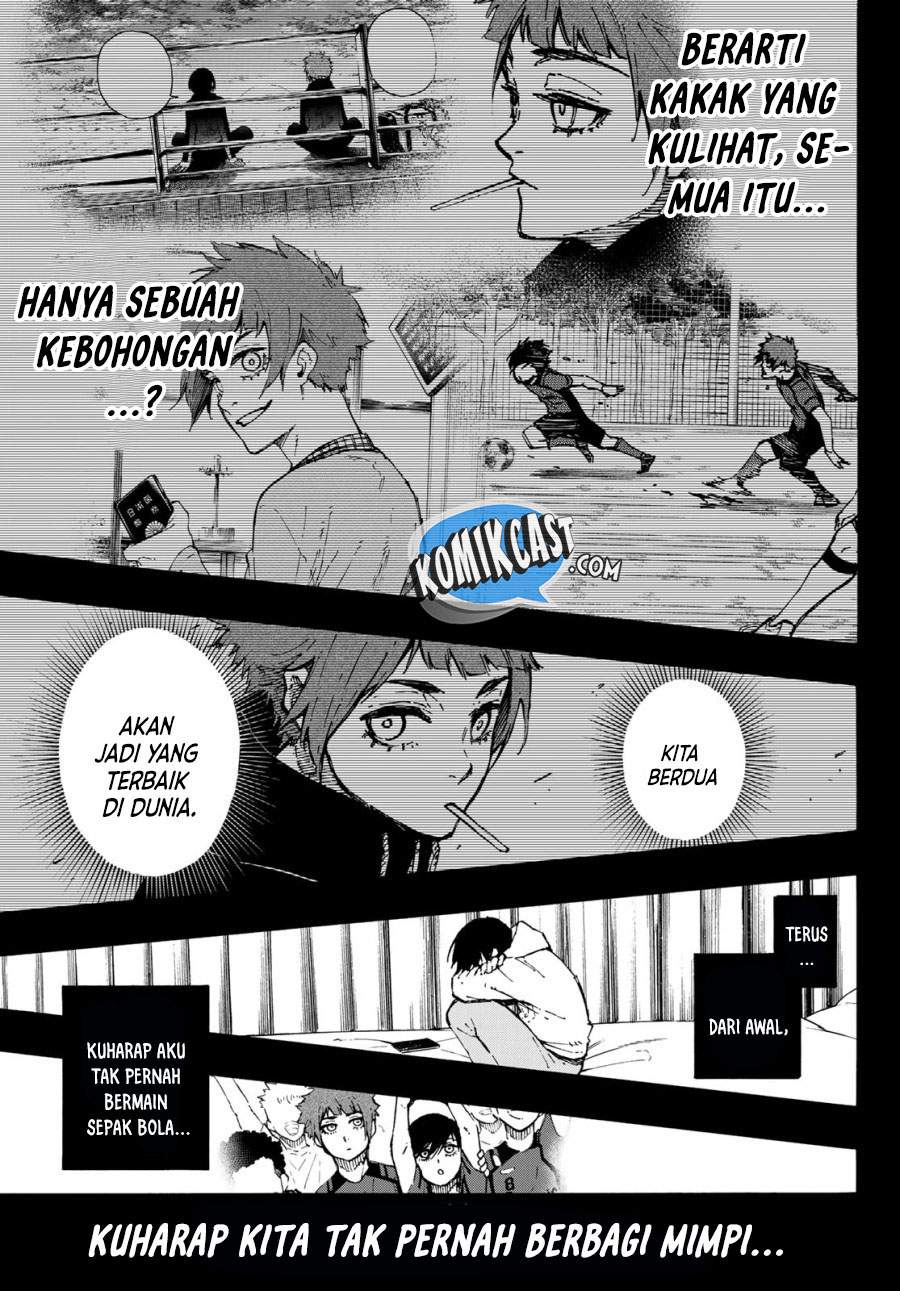 BERARTI
KAKAK YANG
KULIHAT, SE-
MUA ITU...
HANYA SEBUAH
KEBOHONGAN
...?
KOMIKCAST
.COM
KITA
BERDUA
AKAN
JADI YANG
TERBAIK
DI DUNIA.
TERUS
...
DARI AWAL,
KUHARAP AKU
TAK PERNAH
BERMAIN
SEPAK BOLA...
KUHARAP KITA TAK PERNAH BERBAGI MIMPI...